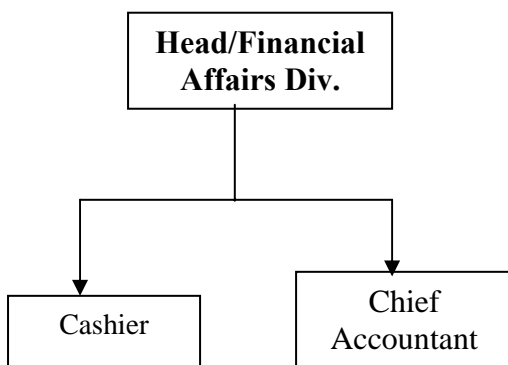 Head/Financial
Affairs Div.
Cashier
Chief
Accountant